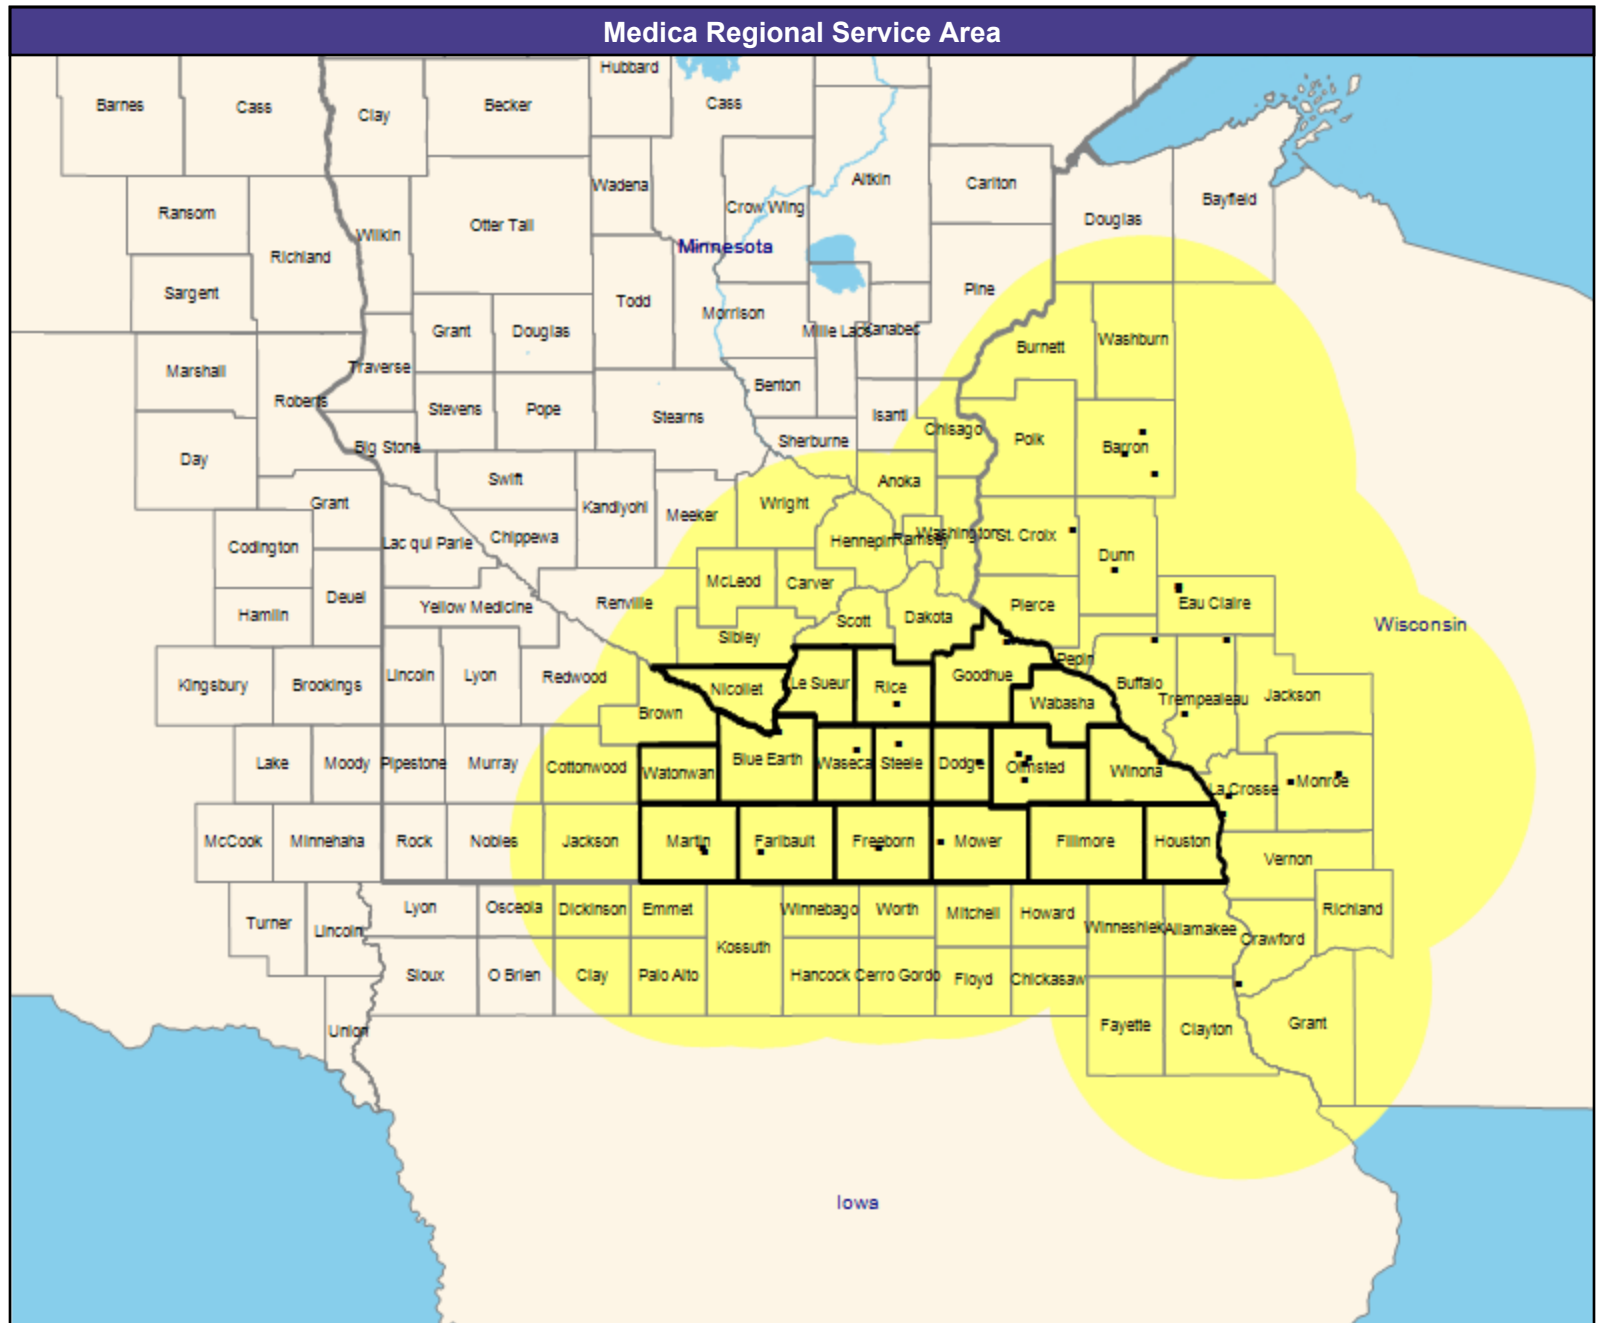 Medica Regional Service Area
Hubbard
Barnes
Cass
Clay
Becker
Cass
Wadena
Aitkin
Carlton
Ransom
Crow Wing
Bayfield
Douglas
Otter Tail
Wilkin
Minnesota
Richland
Sargent
Todd
Pine
Morrison
Grant
Douglas
Mille Lacs
Kanabec
Burnett
Washburn
Marshall
Traverse
Benton
Roberts
Stevens
Pope
Stearns
Isanti
Chisago
Polk
Barron
Big Stone
Sherburne
Day
Swift
Anoka
Grant
Kandiyohi
Meeker
Wright
Codington
Lac qui Parle
Chippewa
Hennepin
Ramsey
Washington
St. Croix
Dunn
Deuel
McLeod
Carver
Hamlin
Yellow Medicine
Renville
Scott
Dakota
Pierce
Eau Claire
Wisconsin
Sibley
Pepin
Kingsbury
Brookings
Lincoln
Lyon
Redwood
Nicollet
Le Sueur
Rice
Goodhue
Wabasha
Buffalo
Trempealeau
Jackson
Brown
Lake
Moody
Pipestone
Murray
Cottonwood
Watonwan
Blue Earth
Waseca
Steele
Dodge
Olmsted
Winona
La Crosse
Monroe
McCook
Minnehaha
Rock
Nobles
Jackson
Martin
Faribault
Freeborn
Mower
Fillmore
Houston
Vernon
Turner
Lincoln
Lyon
Osceola
Dickinson
Emmet
Kossuth
Winnebago
Worth
Mitchell
Howard
Winneshiek
Allamakee
Crawford
Richland
Sioux
O Brien
Clay
Palo Alto
Hancock
Cerro Gordo
Floyd
Chickasaw
Union
Fayette
Clayton
Grant
Iowa